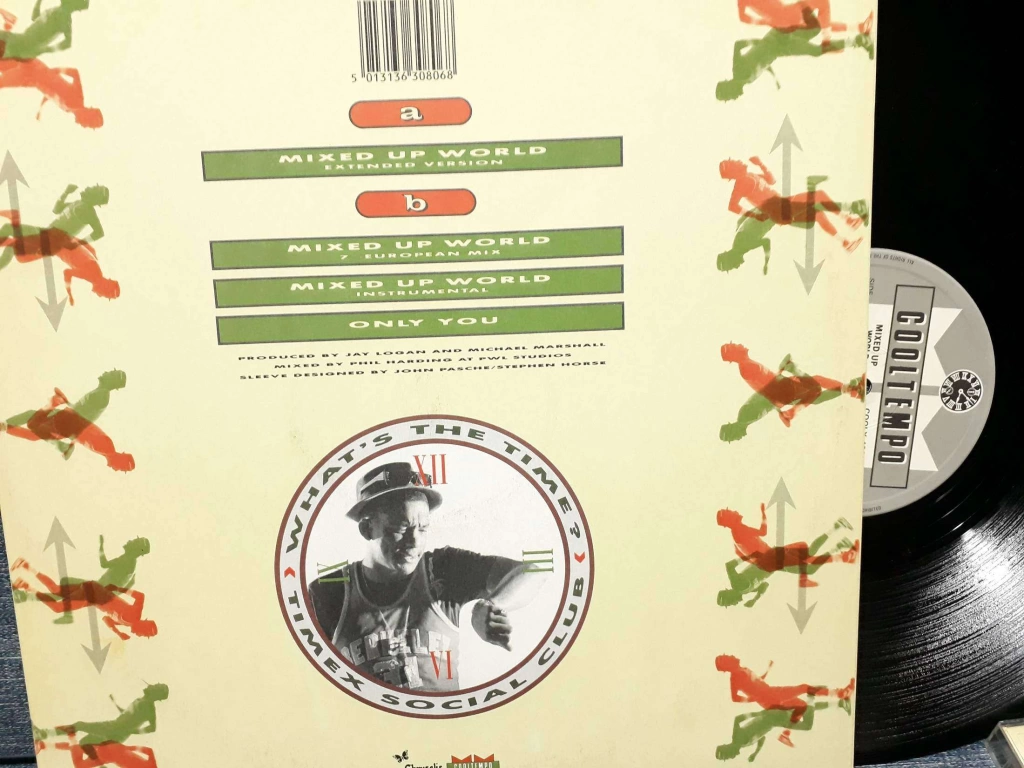 5 013136 308068
a
MIXED UP WORLD
EXTENDED VERSION
b
MIXED UP WORLD
7" EUROPEAN MIX
MIXED UP WORLD
INSTRUMENTAL
ONLY YOU
PRODUCED BY JAY LOGAN AND MICHAEL MARSHALL
MIXED BY PHIL HARDING AT PWL STUDIOS
SLEEVE DESIGNED BY JOHN PASCHE/STEPHEN HORSE
WHAT'S THE TIME?
XII
III
VI
IX
TIMEX SOCIAL CLUB
Chrysalis
COOLTEMPO
COOLTEMPO
MIXED UP